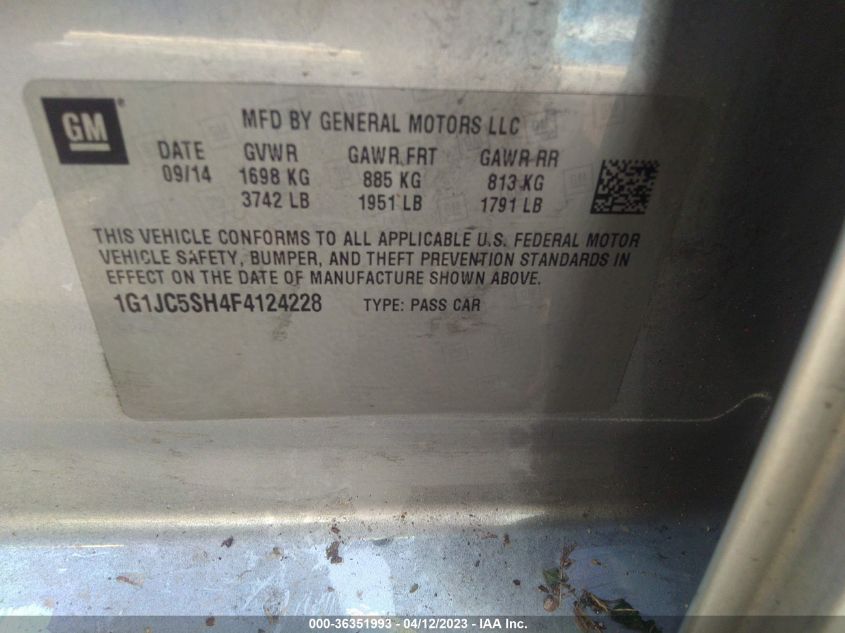 GM
MFD BY GENERAL MOTORS LLC
DATE GVWR GAWR FRT GAWR RR
09/14 1698 KG 885 KG 813 KG
3742 LB 1951 LB 1791 LB
THIS VEHICLE CONFORMS TO ALL APPLICABLE U.S. FEDERAL MOTOR
VEHICLE SAFETY, BUMPER, AND THEFT PREVENTION STANDARDS IN
EFFECT ON THE DATE OF MANUFACTURE SHOWN ABOVE.
1G1JC5SH4F4124228 TYPE: PASS CAR
000-36351993 - 04/12/2023 - IAA Inc.